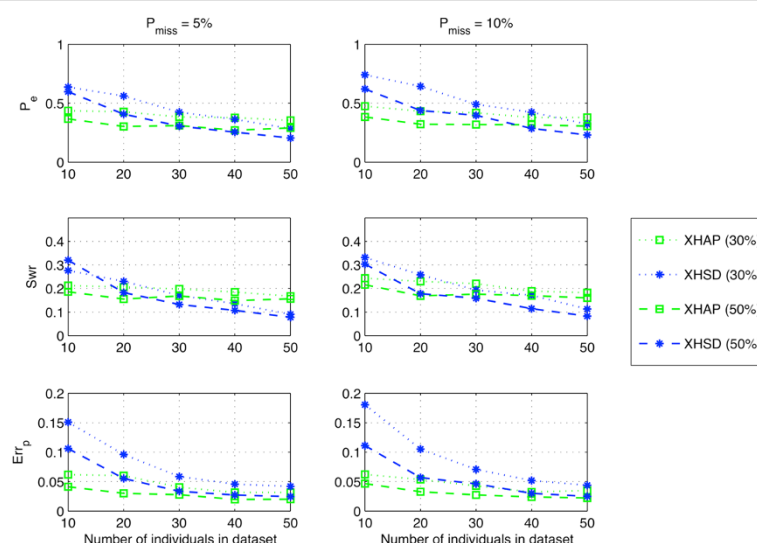 P_miss = 5%
P_miss = 10%
1
0.5
0
P_e
10 20 30 40 50
1
0.5
0
10 20 30 40 50
0.4
0.3
0.2
0.1
0
Swr
10 20 30 40 50
0.4
0.3
0.2
0.1
0
10 20 30 40 50
XHAP (30%
XHSD (30%
XHAP (50%
XHSD (50%
0.2
0.15
0.1
0.05
0
Err_p
10 20 30 40 50
Number of individuals in dataset
0.2
0.15
0.1
0.05
0
10 20 30 40 50
Number of individuals in dataset